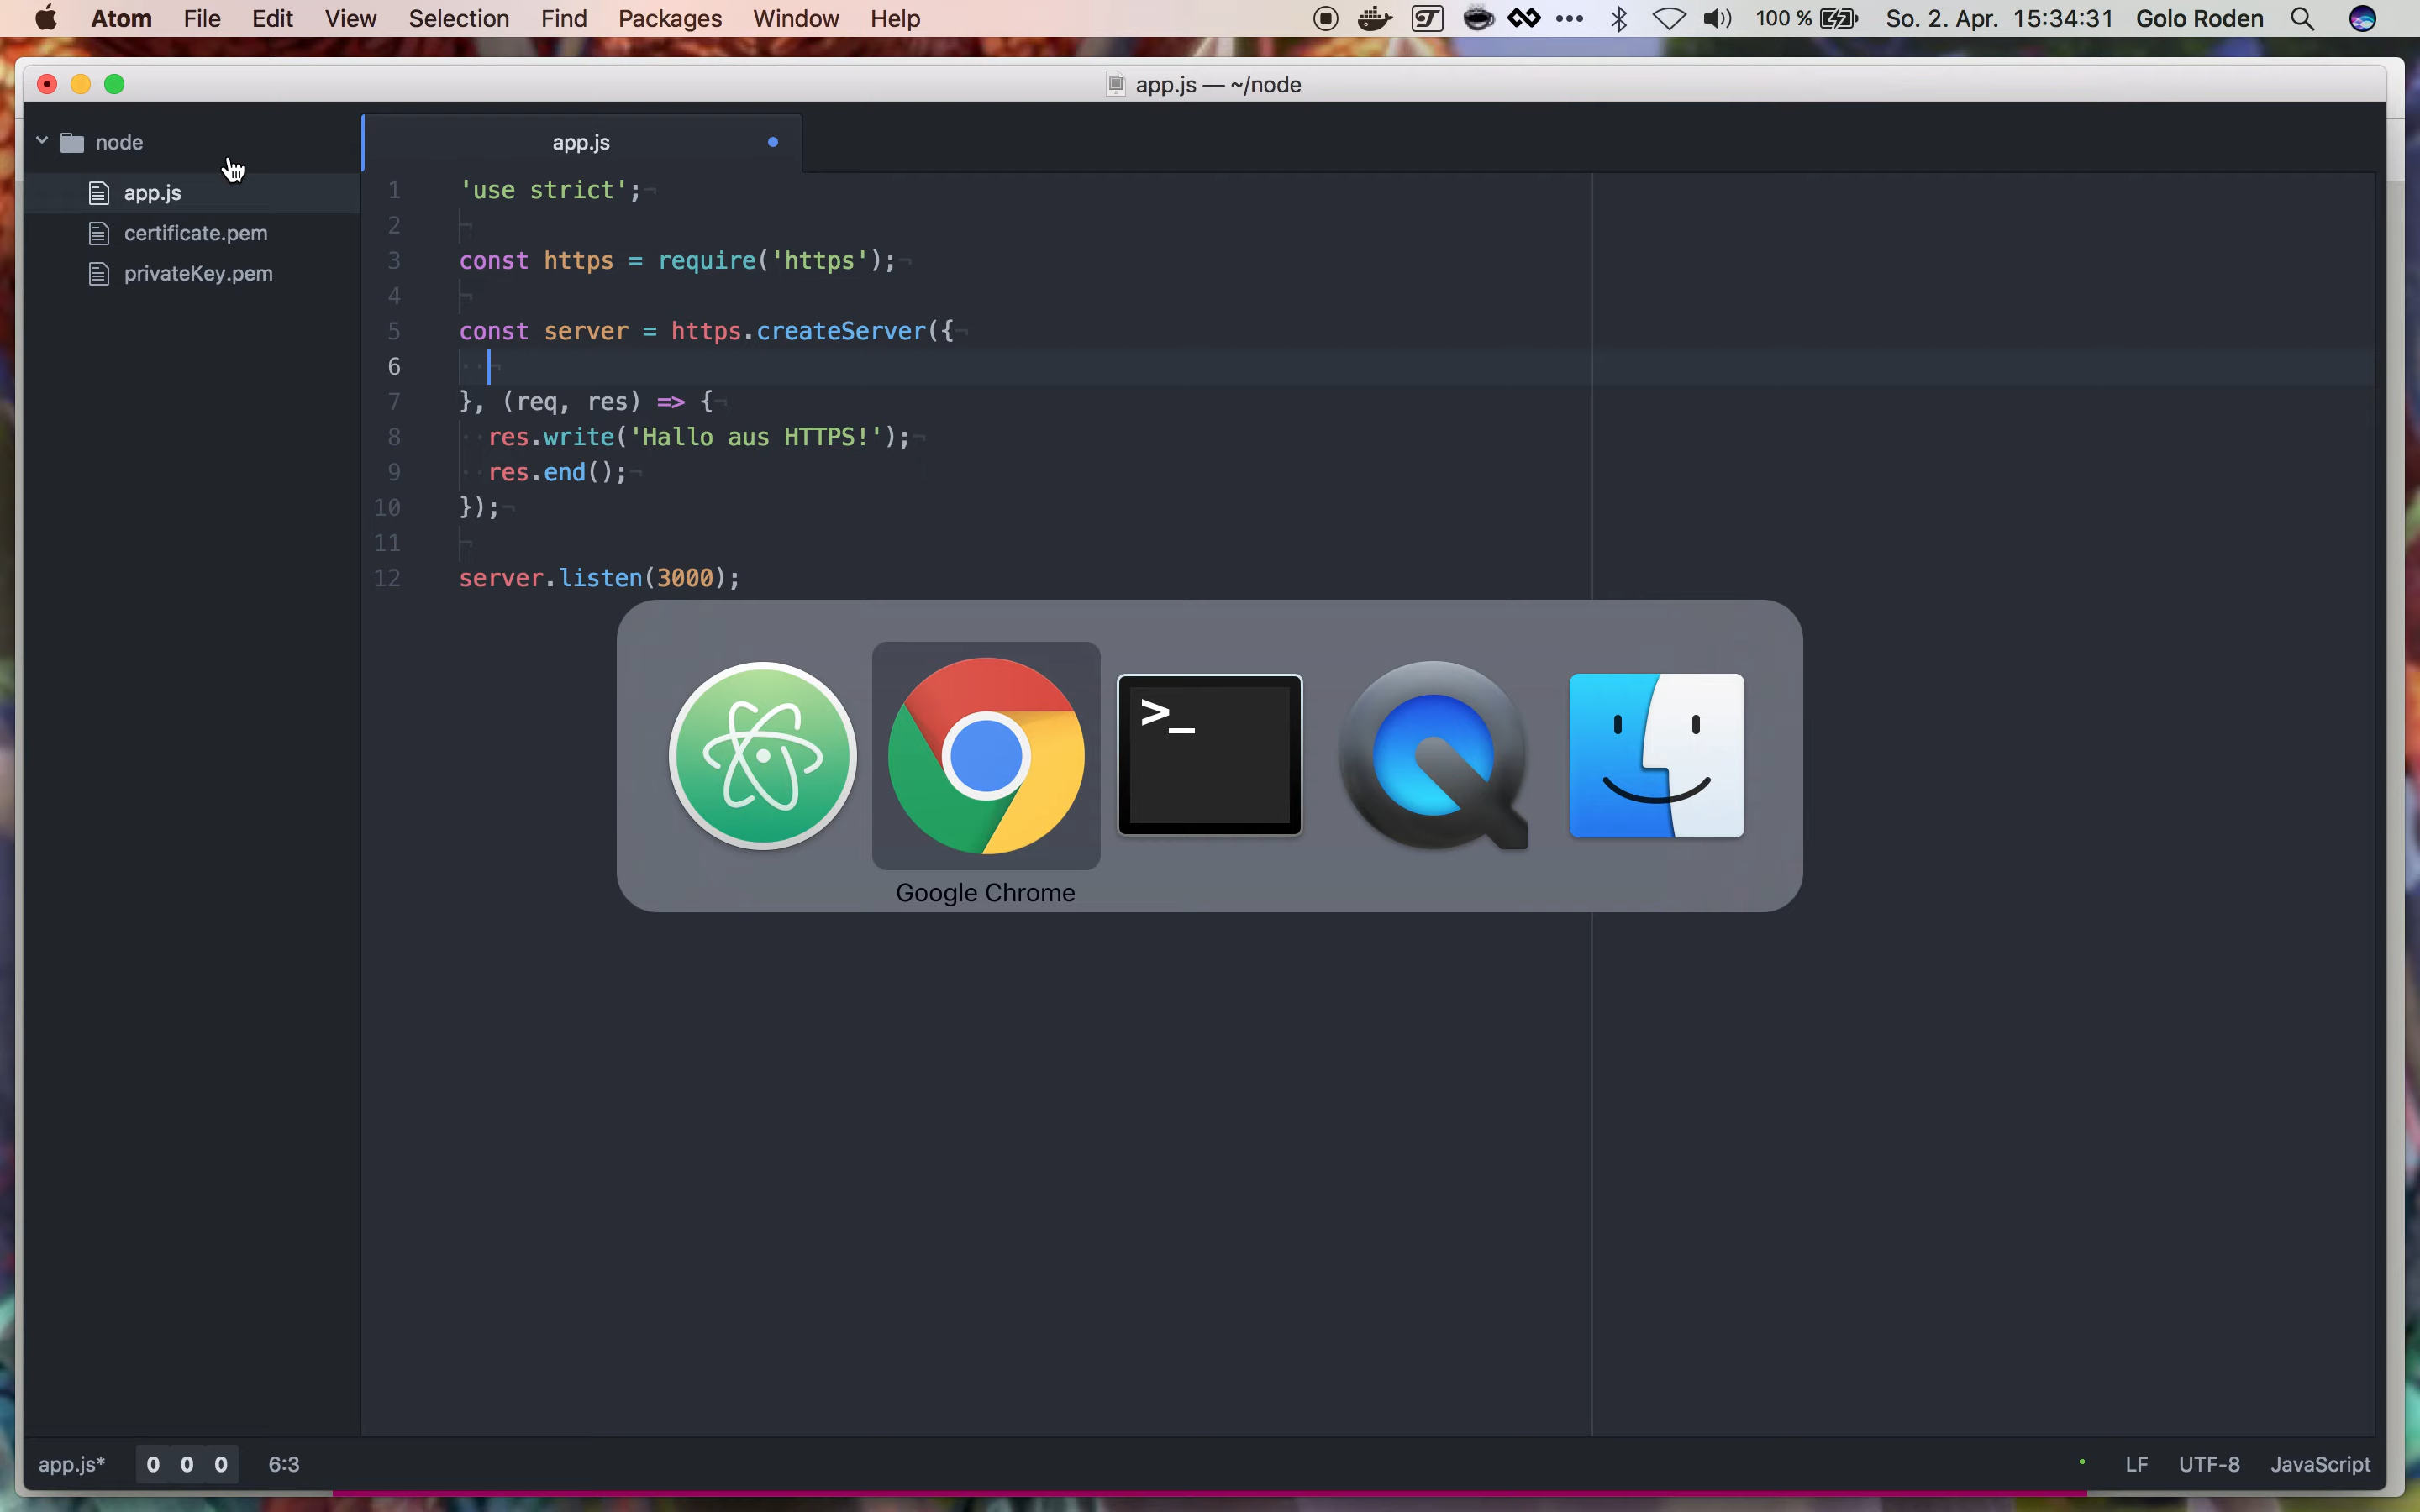 Atom File Edit View Selection Find Packages Window Help 100 % So. 2. Apr. 15:34:31 Golo Roden
app.js — ~/node
node
app.js
certificate.pem
privateKey.pem
app.js
1 'use strict';
2
3 const https = require('https');
4
5 const server = https.createServer({
6
7 }, (req, res) => {
8 res.write('Hallo aus HTTPS!');
9 res.end();
10 });
11
12 server.listen(3000);
>_
Google Chrome
app.js* 0 0 0 6:3 LF UTF-8 JavaScript